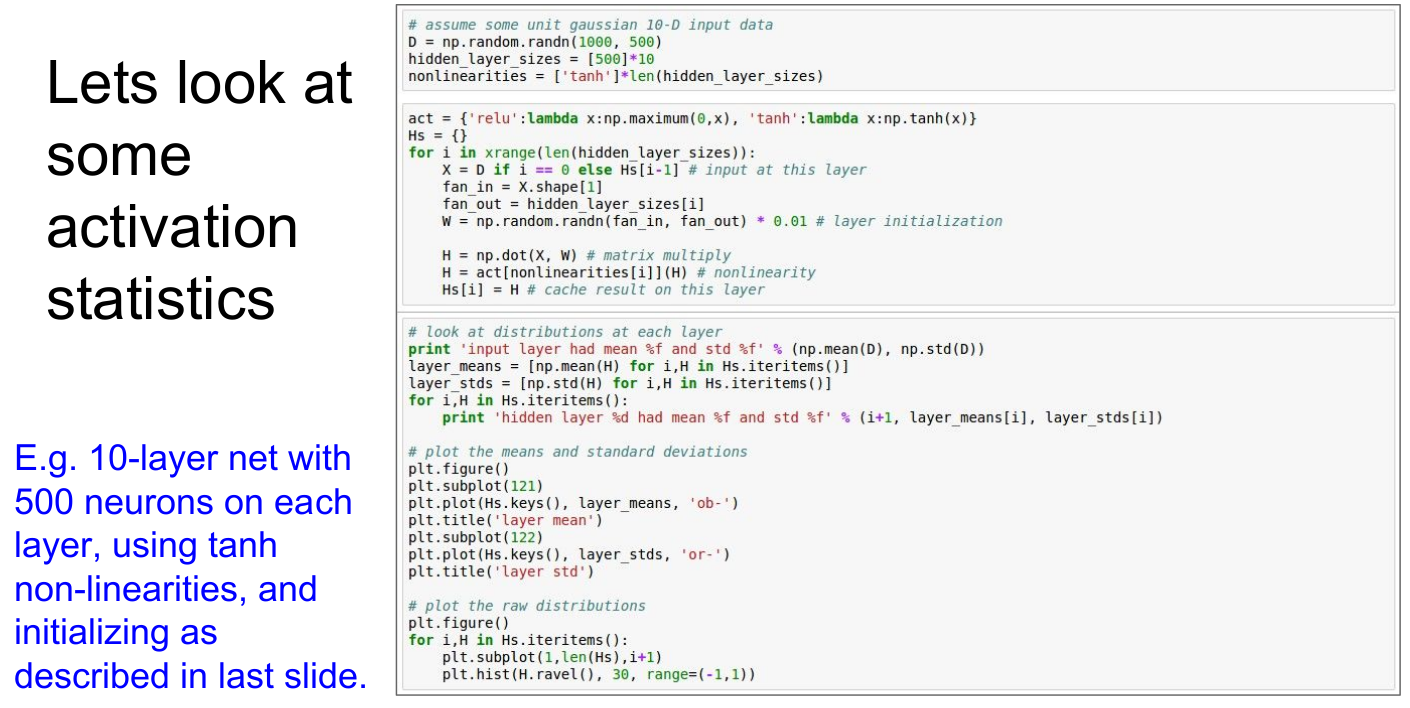 Lets look at
some
activation
statistics
E.g. 10-layer net with
500 neurons on each
layer, using tanh
non-linearities, and
initializing as
described in last slide.
# assume some unit gaussian 10-D input data
D = np.random.randn(1000, 500)
hidden_layer_sizes = [500]*10
nonlinearities = ['tanh']*len(hidden_layer_sizes)
act = {'relu':lambda x:np.maximum(0,x), 'tanh':lambda x:np.tanh(x)}
Hs = {}
for i in xrange(len(hidden_layer_sizes)):
    X = D if i == 0 else Hs[i-1] # input at this layer
    fan_in = X.shape[1]
    fan_out = hidden_layer_sizes[i]
    W = np.random.randn(fan_in, fan_out) * 0.01 # layer initialization
    H = np.dot(X, W) # matrix multiply
    H = act[nonlinearities[i]](H) # nonlinearity
    Hs[i] = H # cache result on this layer
# look at distributions at each layer
print 'input layer had mean %f and std %f' % (np.mean(D), np.std(D))
layer_means = [np.mean(H) for i,H in Hs.iteritems()]
layer_stds = [np.std(H) for i,H in Hs.iteritems()]
for i,H in Hs.iteritems():
    print 'hidden layer %d had mean %f and std %f' % (i+1, layer_means[i], layer_stds[i])
# plot the means and standard deviations
plt.figure()
plt.subplot(121)
plt.plot(Hs.keys(), layer_means, 'ob-')
plt.title('layer mean')
plt.subplot(122)
plt.plot(Hs.keys(), layer_stds, 'or-')
plt.title('layer std')
# plot the raw distributions
plt.figure()
for i,H in Hs.iteritems():
    plt.subplot(1,len(Hs),i+1)
    plt.hist(H.ravel(), 30, range=(-1,1))